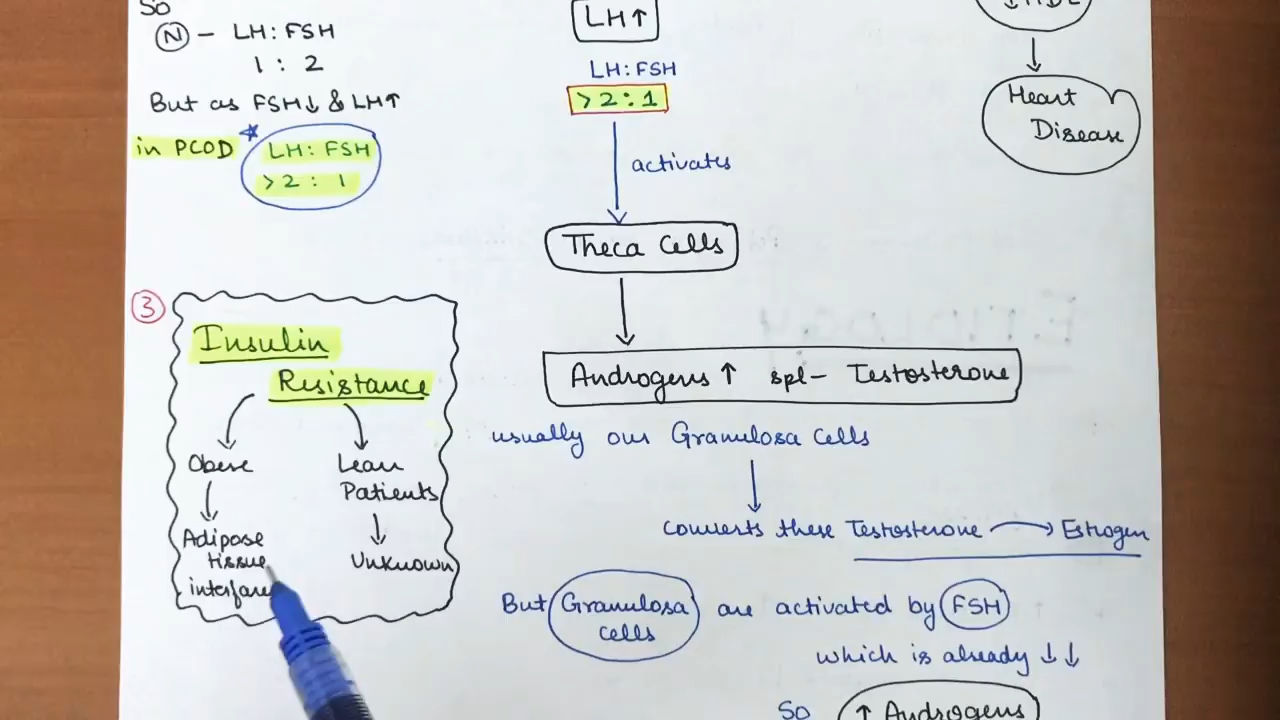 So
(N) - LH: FSH
1 : 2
But as FSH↓ & LH↑
in PCOD
LH: FSH
>2 : 1
3
Insulin
Resistance
Obese
Adipose
tissue
Lean
Patients
Unknown
LH↑
LH: FSH
>2:1
activates
Theca Cells
Androgens ↑ spl- Testosterone
usually our Granulosa cells
converts these Testosterone → Estrogen
But Granulosa cells are activated by FSH
which is already ↓↓
So ↑ Androgens
↓HDL
Heart
Disease